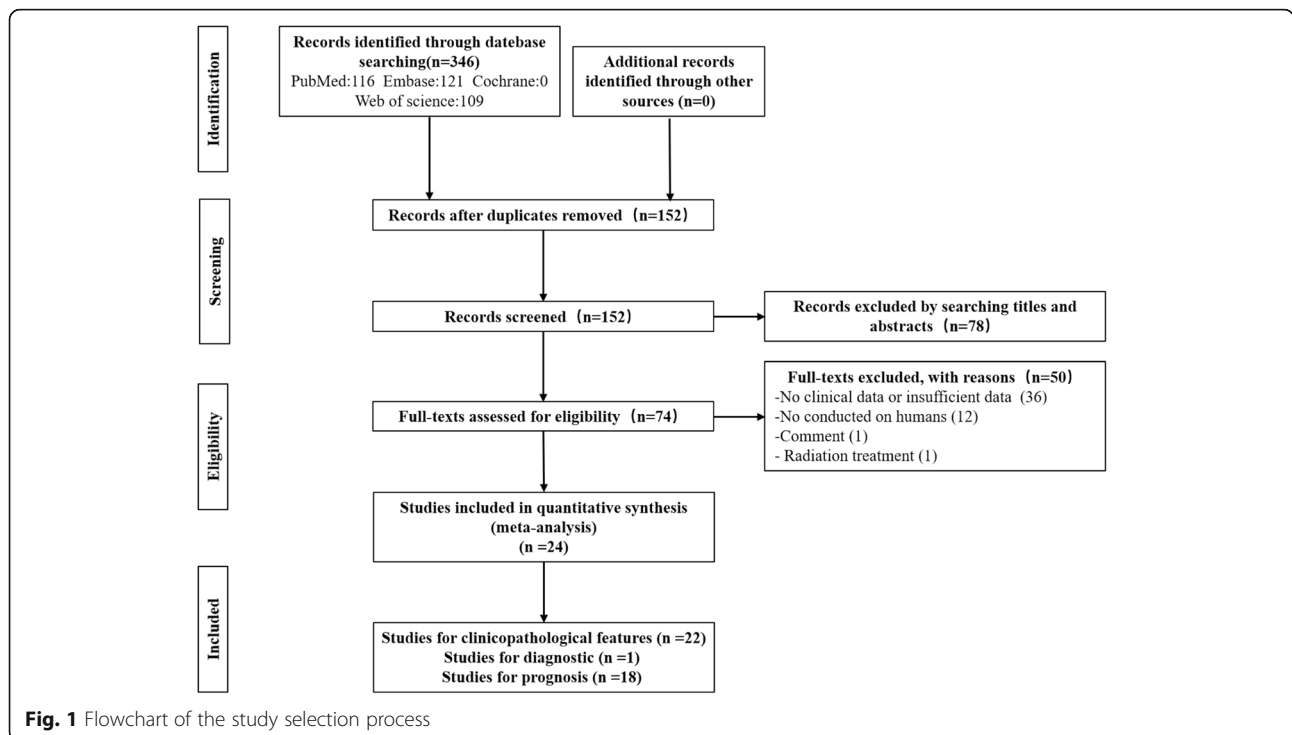 Identification
Records identified through datebase
searching(n=346)
PubMed:116 Embase:121 Cochrane:0
Web of science:109
Additional records
identified through other
sources (n=0)
Screening
Records after duplicates removed（n=152)
Records screened（n=152)
Records excluded by searching titles and
abstracts（n=78)
Eligibility
Full-texts assessed for eligibility（n=74)
Full-texts excluded, with reasons（n=50)
-No clinical data or insufficient data (36)
-No conducted on humans (12)
-Comment (1)
- Radiation treatment (1)
Studies included in quantitative synthesis
(meta-analysis)
(n =24)
Included
Studies for clinicopathological features (n =22)
Studies for diagnostic (n =1)
Studies for prognosis (n =18)
Fig. 1 Flowchart of the study selection process